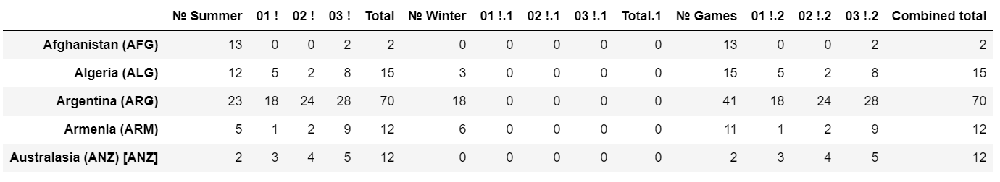 № Summer 01 ! 02 ! 03 ! Total № Winter 01 !.1 02 !.1 03 !.1 Total.1 № Games 01 !.2 02 !.2 03 !.2 Combined total
Afghanistan (AFG) 13 0 0 2 2 0 0 0 0 0 13 0 0 2 2
Algeria (ALG) 12 5 2 8 15 3 0 0 0 0 15 5 2 8 15
Argentina (ARG) 23 18 24 28 70 18 0 0 0 0 41 18 24 28 70
Armenia (ARM) 5 1 2 9 12 6 0 0 0 0 11 1 2 9 12
Australasia (ANZ) [ANZ] 2 3 4 5 12 0 0 0 0 0 2 3 4 5 12